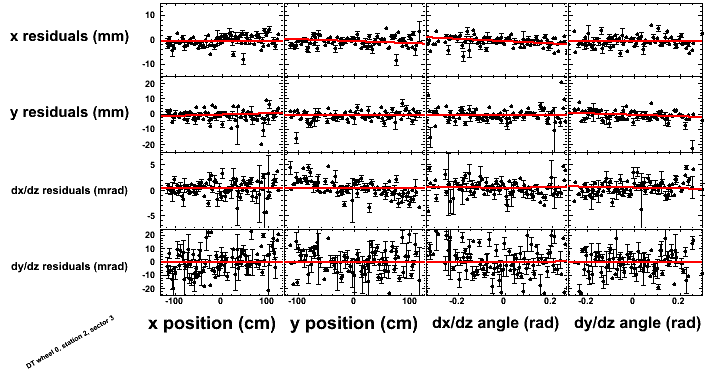 x residuals (mm)
10
0
-10
y residuals (mm)
20
10
0
-10
-20
dx/dz residuals (mrad)
5
0
-5
dy/dz residuals (mrad)
20
10
0
-10
-20
-100 0 100 -100 0 100 -0.2 0 0.2 -0.2 0 0.2
x position (cm) y position (cm) dx/dz angle (rad) dy/dz angle (rad)
DT wheel 0, station 2, sector 3